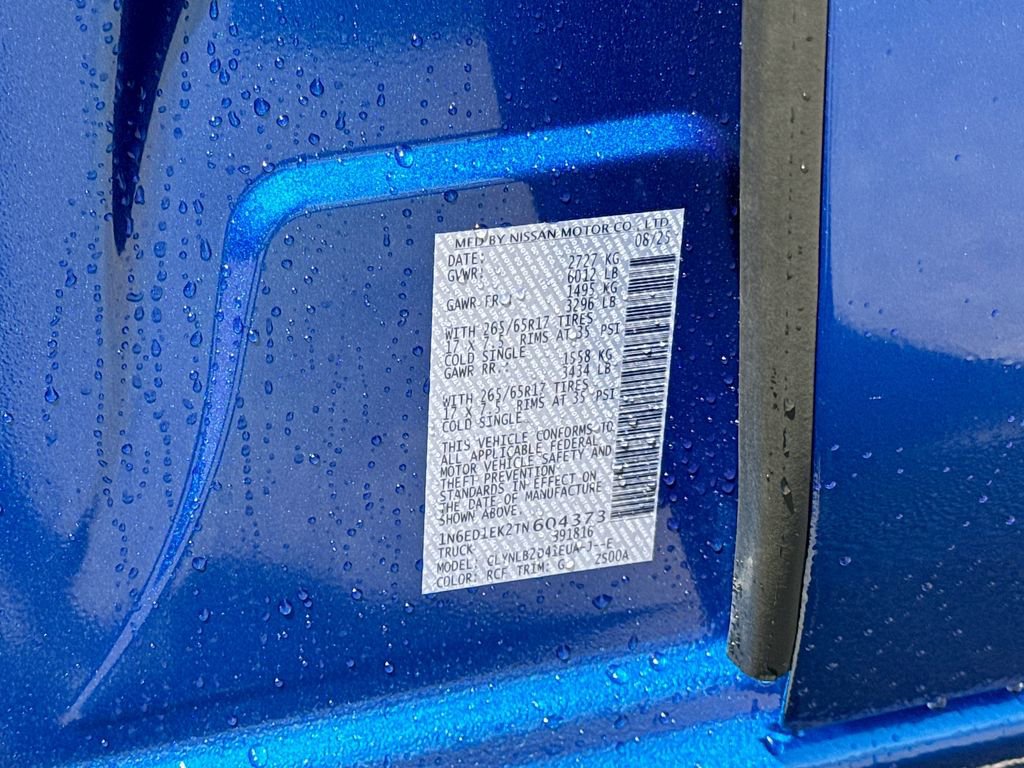 MFD BY NISSAN MOTOR CO., LTD.
DATE: 08/25
GVWR: 2727 KG
6012 LB
GAWR FR 1495 KG
3296 LB
WITH 265/65R17 TIRES
17 X 7.5 RIMS AT 35 PSI
COLD SINGLE
GAWR RR.: 1558 KG
3434 LB
WITH 265/65R17 TIRES
17 X 7.5 RIMS AT 35 PSI
COLD SINGLE
THIS VEHICLE CONFORMS TO
ALL APPLICABLE FEDERAL
MOTOR VEHICLE SAFETY AND
THEFT PREVENTION
STANDARDS IN EFFECT ON
THE DATE OF MANUFACTURE
SHOWN ABOVE.
1N6ED1EK2TN604373
TRUCK 391816
MODEL:
COLOR: RCF TRIM: G 2500A